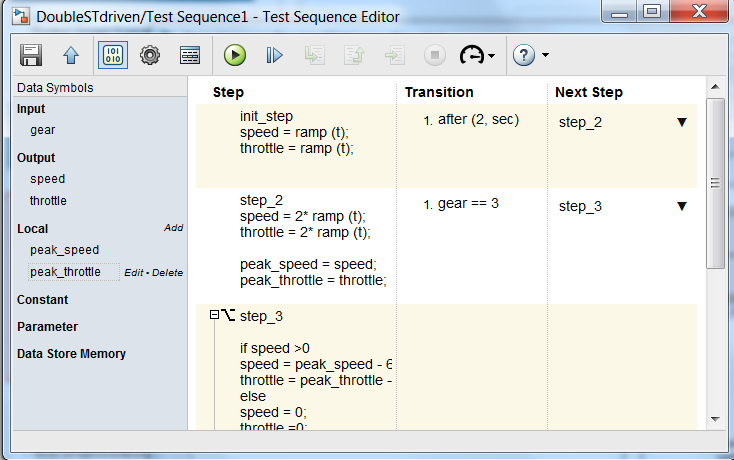 DoubleSTdriven/Test Sequence1 - Test Sequence Editor
Data Symbols
Input
gear
Output
speed
throttle
Local Add
peak_speed
peak_throttle Edit • Delete
Constant
Parameter
Data Store Memory
Step Transition Next Step
init_step
speed = ramp (t);
throttle = ramp (t);
1. after (2, sec)
step_2
step_2
speed = 2* ramp (t);
throttle = 2* ramp (t);
peak_speed = speed;
peak_throttle = throttle;
1. gear == 3
step_3
step_3
if speed >0
speed = peak_speed - 6
throttle = peak_throttle -
else
speed = 0;
throttle =0;